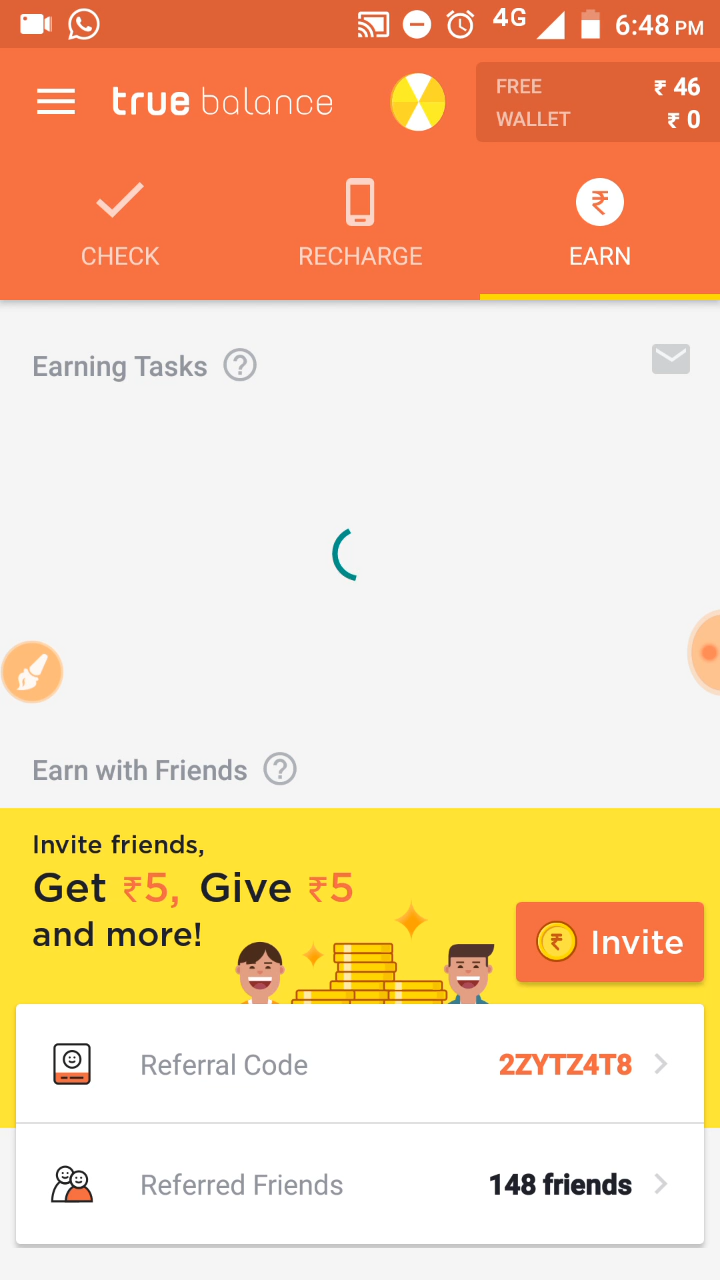 4G 6:48 PM
true balance
FREE ₹ 46
WALLET ₹ 0
CHECK RECHARGE ₹ EARN
Earning Tasks ?
Earn with Friends ?
Invite friends,
Get ₹5, Give ₹5
and more!
₹ Invite
Referral Code 2ZYTZ4T8
Referred Friends 148 friends